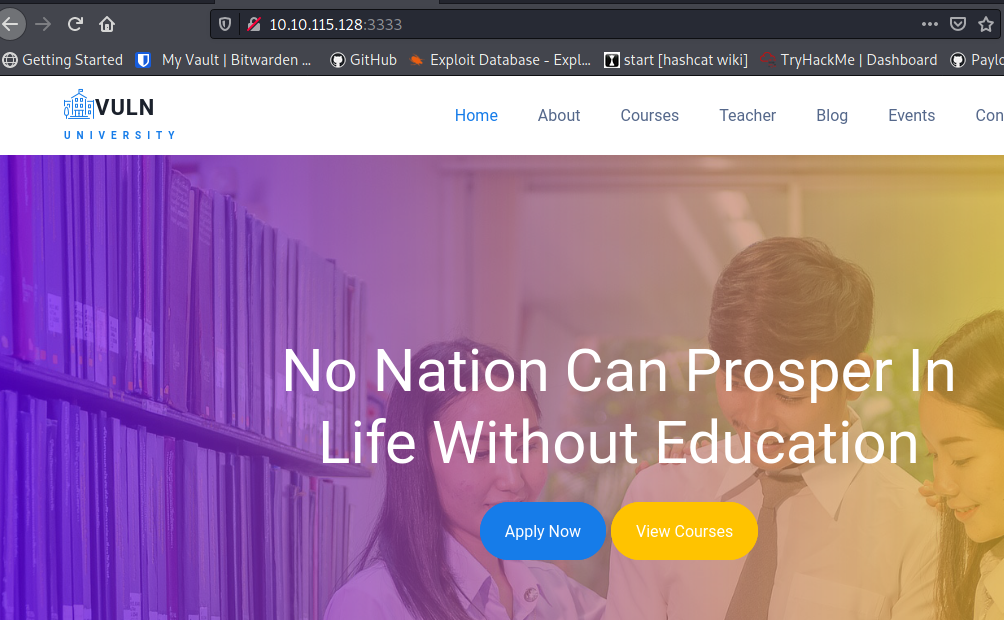 10.10.115.128:3333
Getting Started My Vault | Bitwarden ... GitHub Exploit Database - Expl... start [hashcat wiki] TryHackMe | Dashboard Paylo
VULN
UNIVERSITY
Home About Courses Teacher Blog Events Con
No Nation Can Prosper In
Life Without Education
Apply Now View Courses